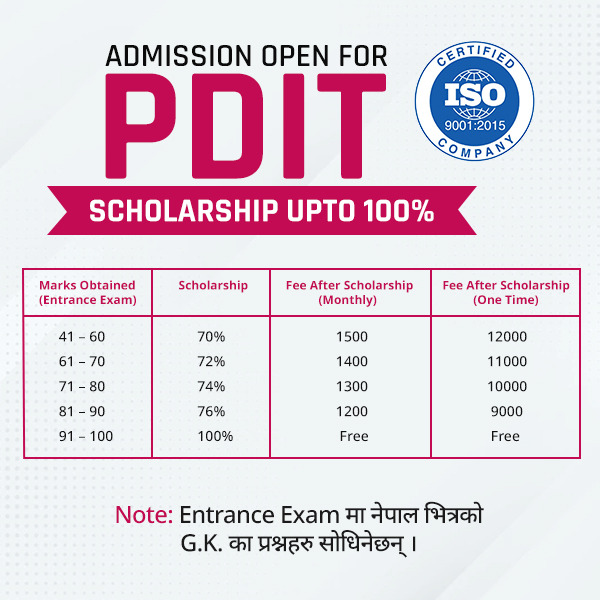 ADMISSION OPEN FOR
PDIT
CERTIFIED
ISO
9001:2015
COMPANY
SCHOLARSHIP UPTO 100%
Marks Obtained (Entrance Exam) Scholarship Fee After Scholarship (Monthly) Fee After Scholarship (One Time)
41 – 60 70% 1500 12000
61 – 70 72% 1400 11000
71 – 80 74% 1300 10000
81 – 90 76% 1200 9000
91 – 100 100% Free Free
Note: Entrance Exam मा नेपाल भित्रको
G.K. का प्रश्नहरु सोधिनेछन् ।